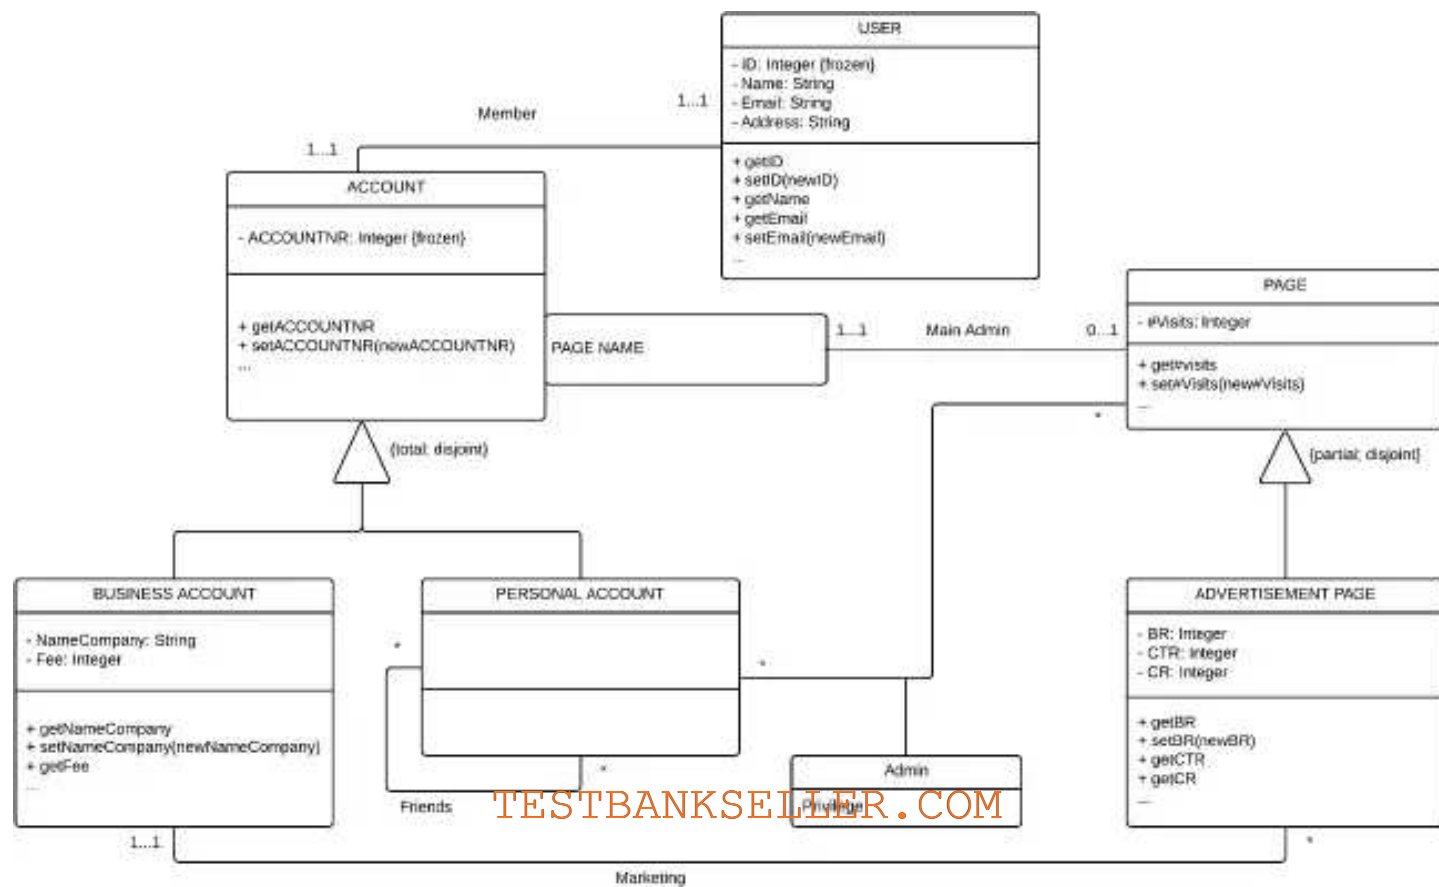 USER
- ID: Integer {frozen}
- Name: String
- Email: String
- Address: String
+ getID
+ setID(newID)
+ getName
+ getEmail
+ setEmail(newEmail)
...
1...1
Member
1...1
ACCOUNT
- ACCOUNTNR: Integer {frozen}
+ getACCOUNTNR
+ setACCOUNTNR(newACCOUNTNR)
...
PAGE NAME
1...1
Main Admin
0...1
PAGE
- #Visits: Integer
+ get#visits
+ set#Visits(new#Visits)
...
*
{total; disjoint}
{partial; disjoint}
BUSINESS ACCOUNT
- NameCompany: String
- Fee: Integer
+ getNameCompany
+ setNameCompany(newNameCompany)
+ getFee
...
PERSONAL ACCOUNT
*
*
*
Friends
Admin
Privilege
ADVERTISEMENT PAGE
- BR: Integer
- CTR: Integer
- CR: Integer
+ getBR
+ setBR(newBR)
+ getCTR
+ getCR
...
TESTBANKSELLER.COM
1...1
*
Marketing